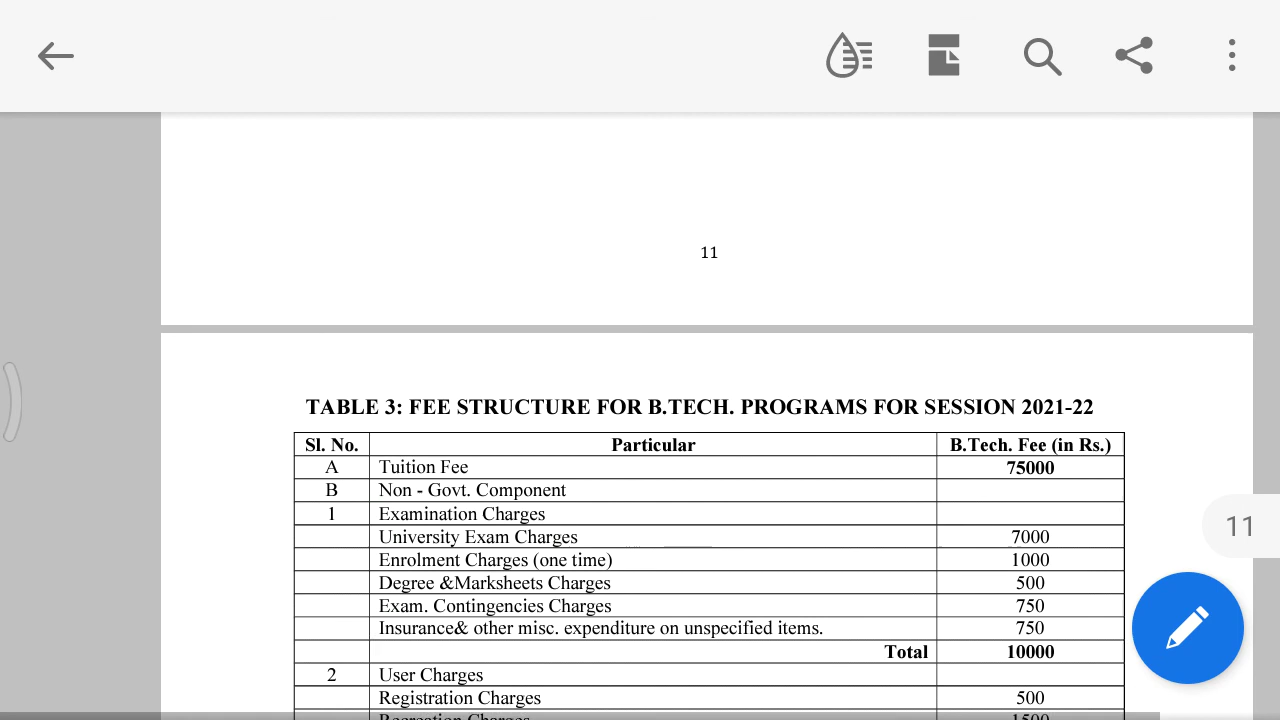 11
TABLE 3: FEE STRUCTURE FOR B.TECH. PROGRAMS FOR SESSION 2021-22
Sl. No. Particular B.Tech. Fee (in Rs.)
A Tuition Fee 75000
B Non - Govt. Component
1 Examination Charges
University Exam Charges 7000
Enrolment Charges (one time) 1000
Degree &Marksheets Charges 500
Exam. Contingencies Charges 750
Insurance& other misc. expenditure on unspecified items. 750
Total 10000
2 User Charges
Registration Charges 500
Recreation Charges 1500
11